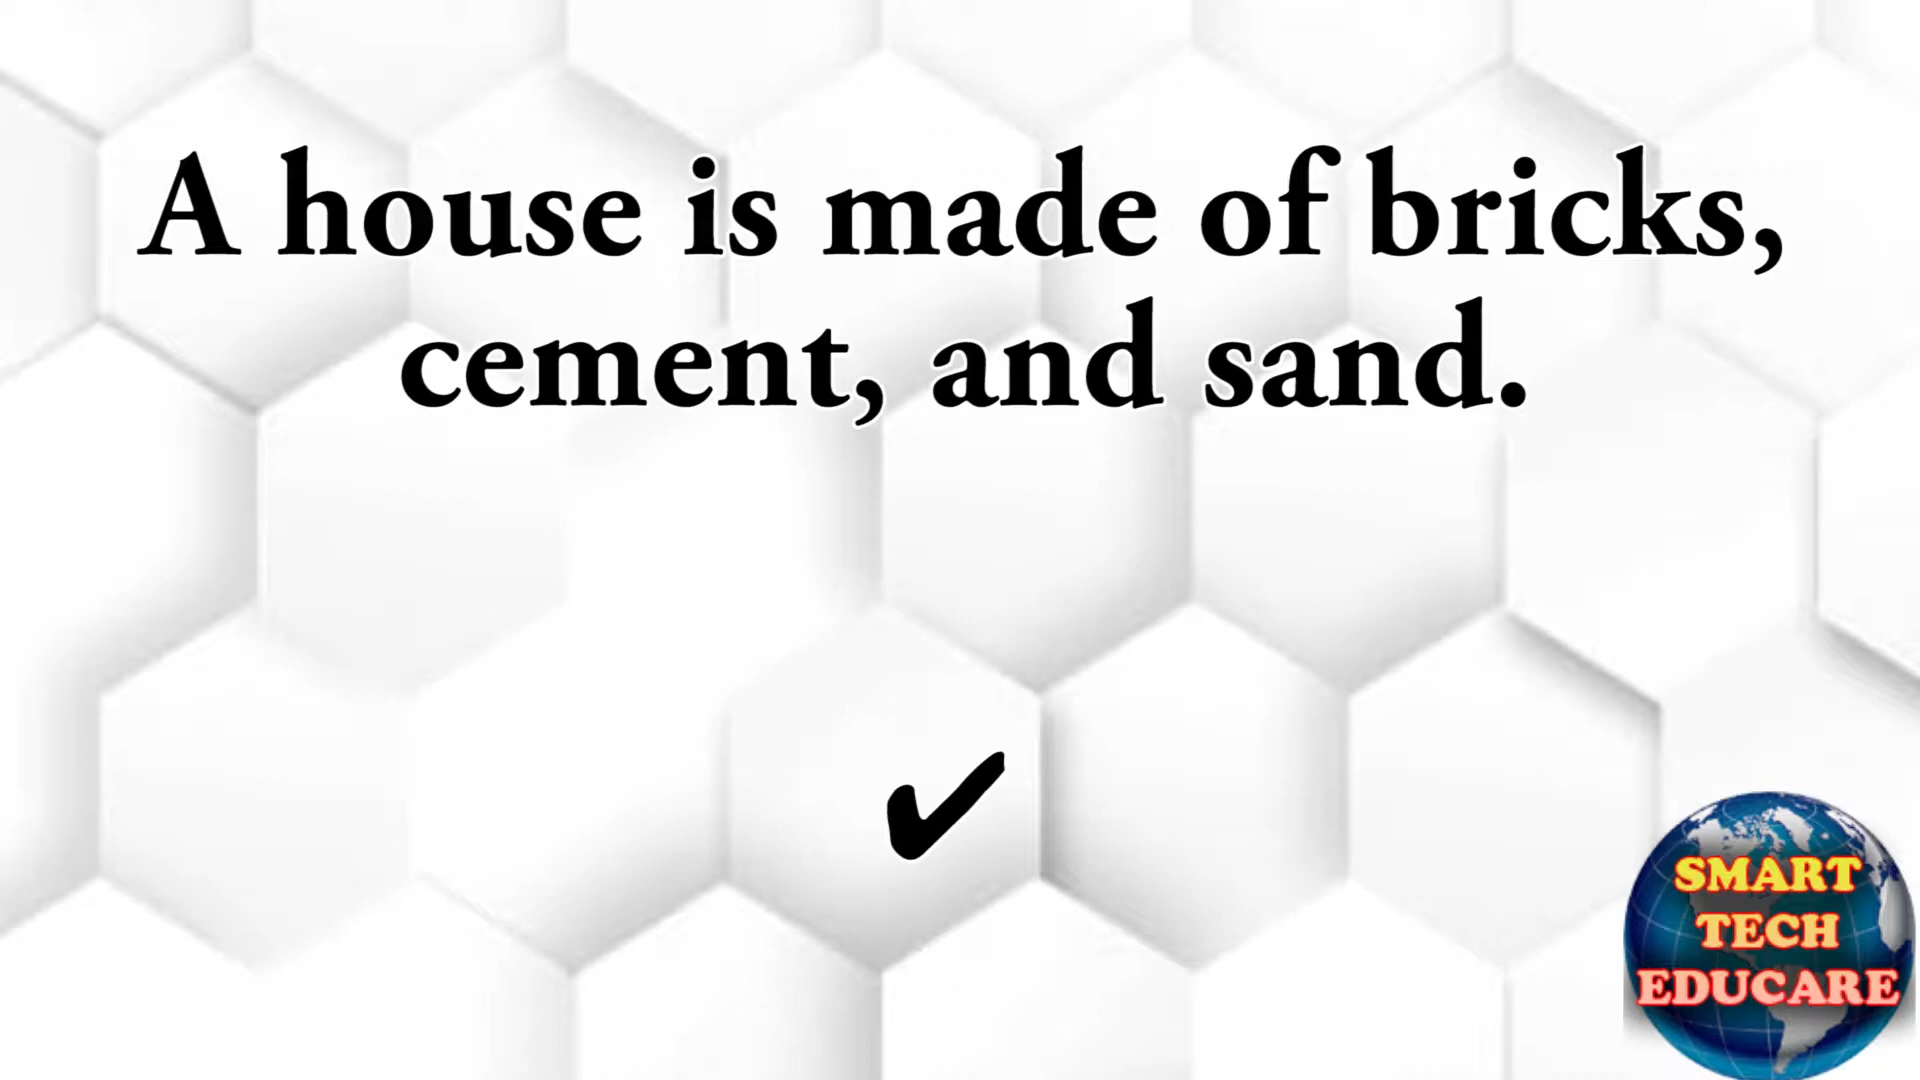 A house is made of bricks,
cement, and sand.
✔
SMART
TECH
EDUCARE